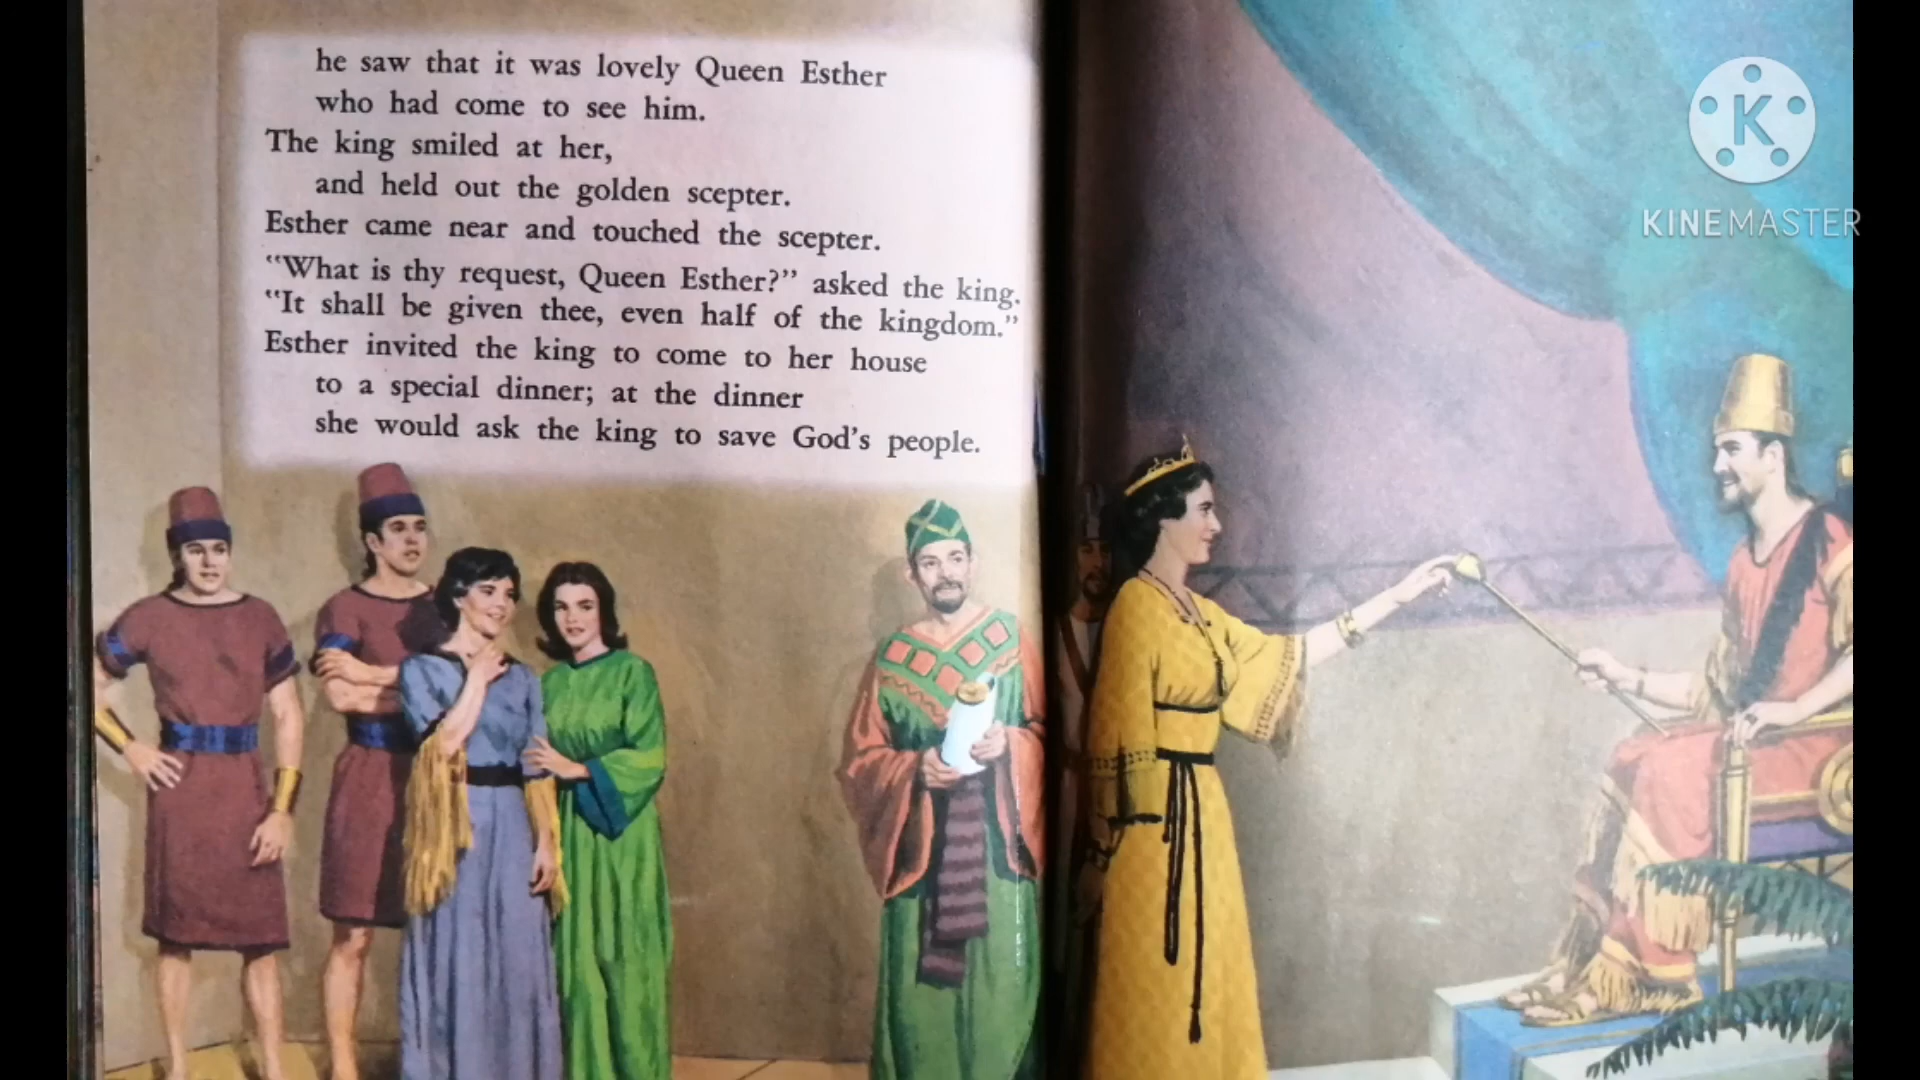 he saw that it was lovely Queen Esther
who had come to see him.
The king smiled at her,
and held out the golden scepter.
Esther came near and touched the scepter.
“What is thy request, Queen Esther?” asked the king.
“It shall be given thee, even half of the kingdom.”
Esther invited the king to come to her house
to a special dinner; at the dinner
she would ask the king to save God’s people.
K
KINEMASTER